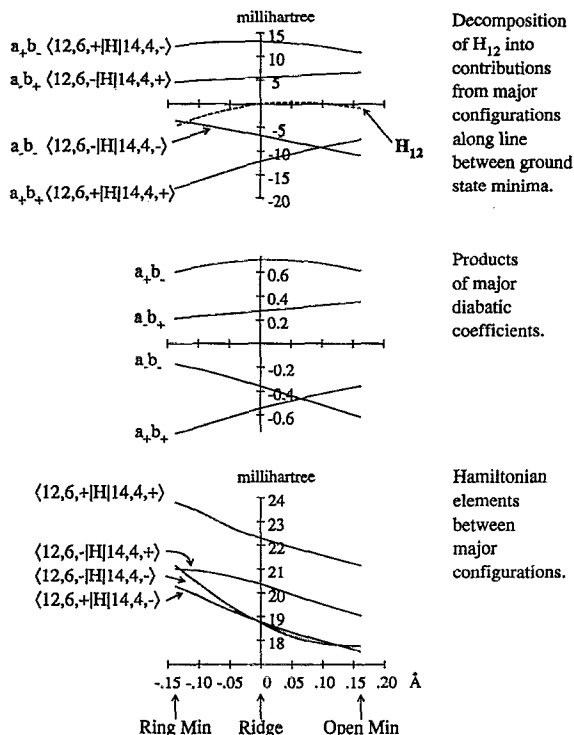 millihartree
15
10
5
-5
-10
-15
-20
a₊b₋ ⟨12,6,+|H|14,4,-⟩
a₋b₊ ⟨12,6,-|H|14,4,+⟩
a₋b₋ ⟨12,6,-|H|14,4,-⟩
a₊b₊ ⟨12,6,+|H|14,4,+⟩
H₁₂
Decomposition
of H₁₂ into
contributions
from major
configurations
along line
between ground
state minima.
0.6
0.4
0.2
-0.2
-0.4
-0.6
a₊b₋
a₋b₊
a₋b₋
a₊b₊
Products
of major
diabatic
coefficients.
millihartree
24
23
22
21
20
19
18
⟨12,6,+|H|14,4,+⟩
⟨12,6,-|H|14,4,+⟩
⟨12,6,-|H|14,4,-⟩
⟨12,6,+|H|14,4,-⟩
Hamiltonian
elements
between
major
configurations.
-.15 -.10 -.05 0 .05 .10 .15 .20 Å
Ring Min Ridge Open Min